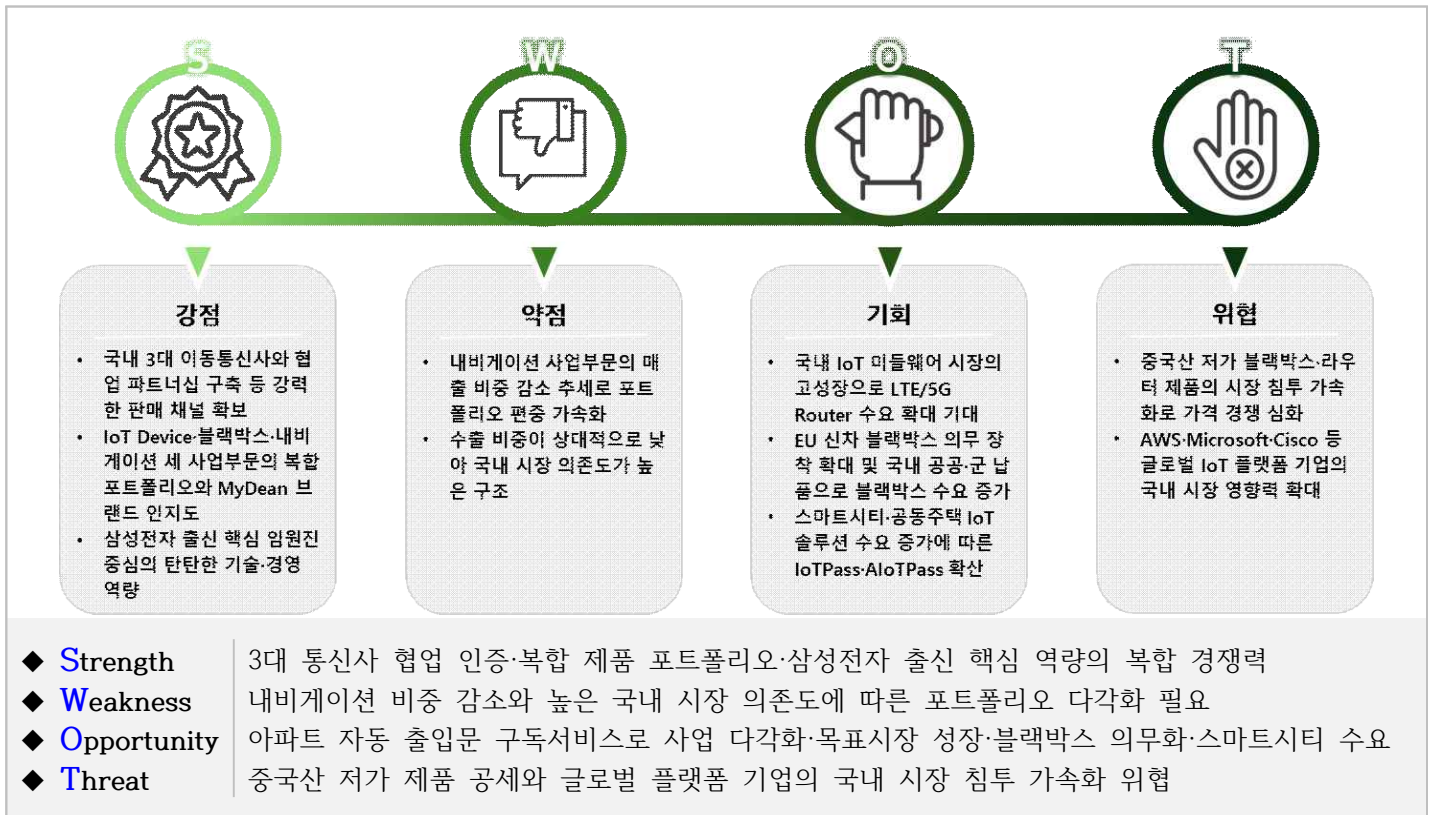 S
W
O
T
강점
• 국내 3대 이동통신사와 협
업 파트너십 구축 등 강력
한 판매 채널 확보
• IoT Device·블랙박스·내비
게이션 세 사업부문의 복합
포트폴리오와 MyDean 브
랜드 인지도
• 삼성전자 출신 핵심 임원진
중심의 탄탄한 기술·경영
역량
약점
• 내비게이션 사업부문의 매
출 비중 감소 추세로 포트
폴리오 편중 가속화
• 수출 비중이 상대적으로 낮
아 국내 시장 의존도가 높
은 구조
기회
• 국내 IoT 미들웨어 시장의
고성장으로 LTE/5G
Router 수요 확대 기대
• EU 신차 블랙박스 의무 장
착 확대 및 국내 공공·군 납
품으로 블랙박스 수요 증가
• 스마트시티·공동주택 IoT
솔루션 수요 증가에 따른
IoTPass·AIoTPass 확산
위협
• 중국산 저가 블랙박스·라우
터 제품의 시장 침투 가속
화로 가격 경쟁 심화
• AWS·Microsoft·Cisco 등
글로벌 IoT 플랫폼 기업의
국내 시장 영향력 확대
◆ Strength 3대 통신사 협업 인증·복합 제품 포트폴리오·삼성전자 출신 핵심 역량의 복합 경쟁력
◆ Weakness 내비게이션 비중 감소와 높은 국내 시장 의존도에 따른 포트폴리오 다각화 필요
◆ Opportunity 아파트 자동 출입문 구독서비스로 사업 다각화·목표시장 성장·블랙박스 의무화·스마트시티 수요
◆ Threat 중국산 저가 제품 공세와 글로벌 플랫폼 기업의 국내 시장 침투 가속화 위협